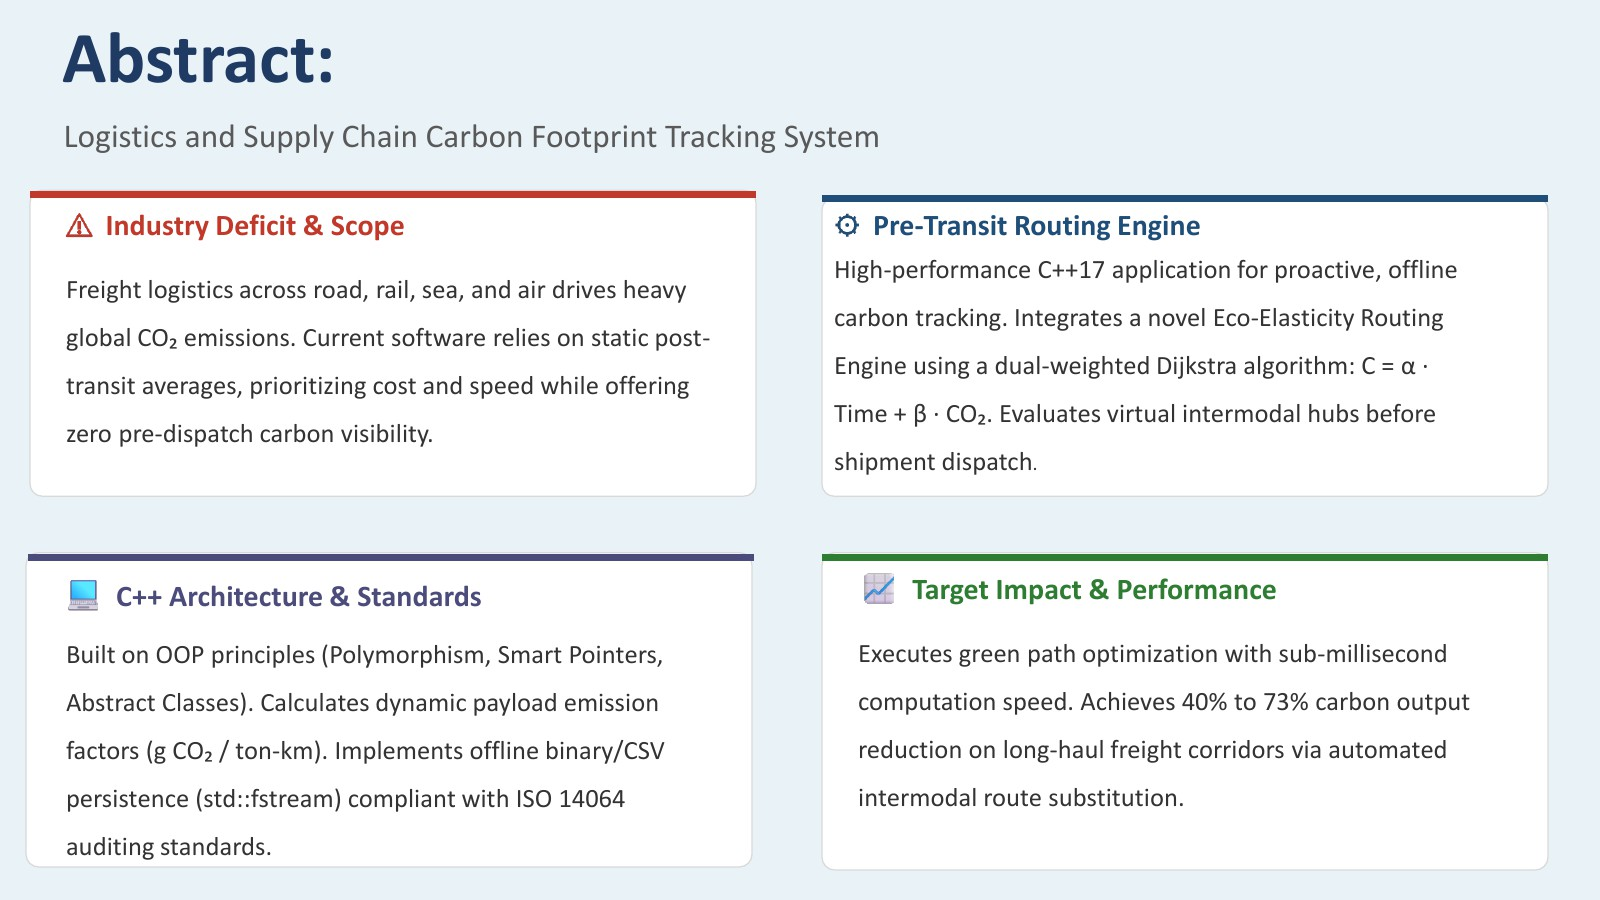 Abstract:
Logistics and Supply Chain Carbon Footprint Tracking System
Industry Deficit & Scope
Freight logistics across road, rail, sea, and air drives heavy
global CO₂ emissions. Current software relies on static post-
transit averages, prioritizing cost and speed while offering
zero pre-dispatch carbon visibility.
Pre-Transit Routing Engine
High-performance C++17 application for proactive, offline
carbon tracking. Integrates a novel Eco-Elasticity Routing
Engine using a dual-weighted Dijkstra algorithm: C = α ·
Time + β · CO₂. Evaluates virtual intermodal hubs before
shipment dispatch.
C++ Architecture & Standards
Built on OOP principles (Polymorphism, Smart Pointers,
Abstract Classes). Calculates dynamic payload emission
factors (g CO₂ / ton-km). Implements offline binary/CSV
persistence (std::fstream) compliant with ISO 14064
auditing standards.
Target Impact & Performance
Executes green path optimization with sub-millisecond
computation speed. Achieves 40% to 73% carbon output
reduction on long-haul freight corridors via automated
intermodal route substitution.